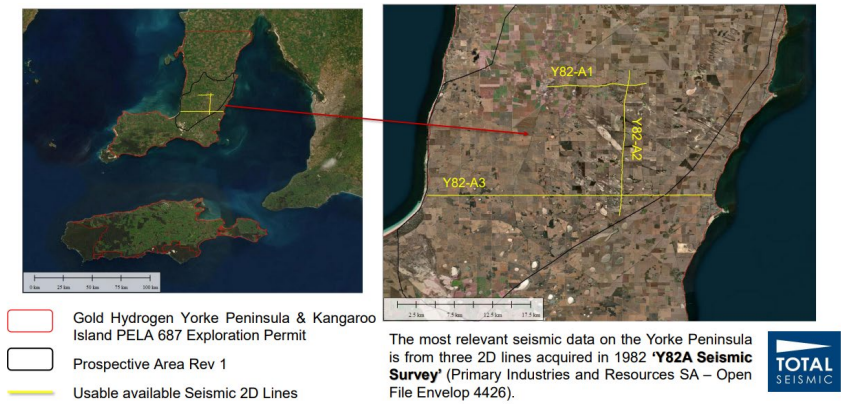 Y82-A1
Y82-A2
Y82-A3
0 km 25 km 50 km 75 km 100 km
2.5 km 7.5 km 12.5 km 17.5 km
Gold Hydrogen Yorke Peninsula & Kangaroo
Island PELA 687 Exploration Permit
Prospective Area Rev 1
Usable available Seismic 2D Lines
The most relevant seismic data on the Yorke Peninsula
is from three 2D lines acquired in 1982 ‘Y82A Seismic
Survey’ (Primary Industries and Resources SA – Open
File Envelop 4426).
TOTAL
SEISMIC